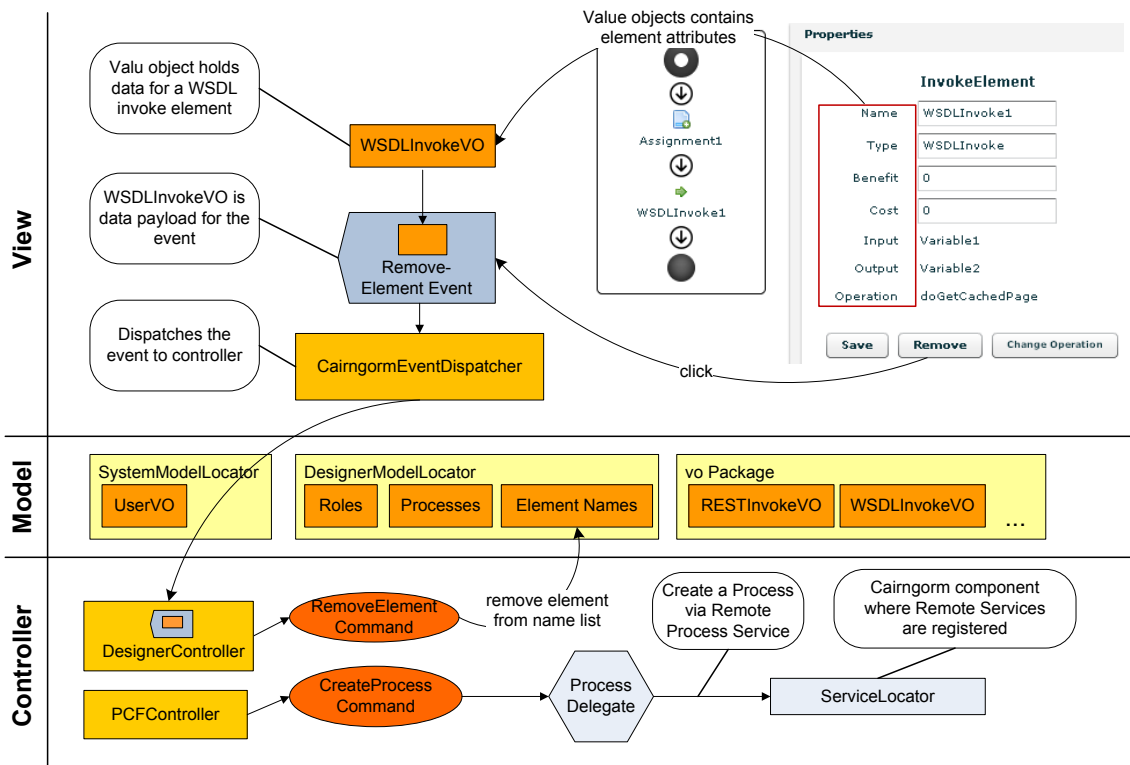 View
Valu object holds
data for a WSDL
invoke element
WSDLInvokeVO
WSDLInvokeVO is
data payload for the
event
Remove-
Element Event
Dispatches the
event to controller
CairngormEventDispatcher
Value objects contains
element attributes
Assignment1
WSDLInvoke1
click
Properties
InvokeElement
Name WSDLInvoke1
Type WSDLInvoke
Benefit 0
Cost 0
Input Variable1
Output Variable2
Operation doGetCachedPage
Save Remove Change Operation
Model
SystemModelLocator
UserVO
DesignerModelLocator
Roles Processes Element Names
vo Package
RESTInvokeVO WSDLInvokeVO ...
Controller
DesignerController
RemoveElement
Command
remove element
from name list
PCFController
CreateProcess
Command
Process
Delegate
Create a Process
via Remote
Process Service
Cairngorm component
where Remote Services
are registered
ServiceLocator